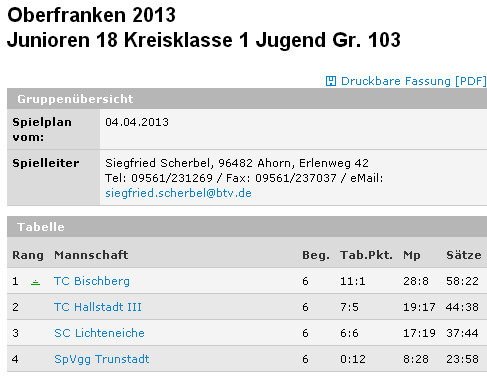 Oberfranken 2013
Junioren 18 Kreisklasse 1 Jugend Gr. 103
Druckbare Fassung [PDF]
Gruppenübersicht
Spielplan vom: 04.04.2013
Spielleiter Siegfried Scherbel, 96482 Ahorn, Erlenweg 42
Tel: 09561/231269 / Fax: 09561/237037 / eMail:
siegfried.scherbel@btv.de
Tabelle
Rang Mannschaft Beg. Tab.Pkt. Mp Sätze
1 TC Bischberg 6 11:1 28:8 58:22
2 TC Hallstadt III 6 7:5 19:17 44:38
3 SC Lichteneiche 6 6:6 17:19 37:44
4 SpVgg Trunstadt 6 0:12 8:28 23:58